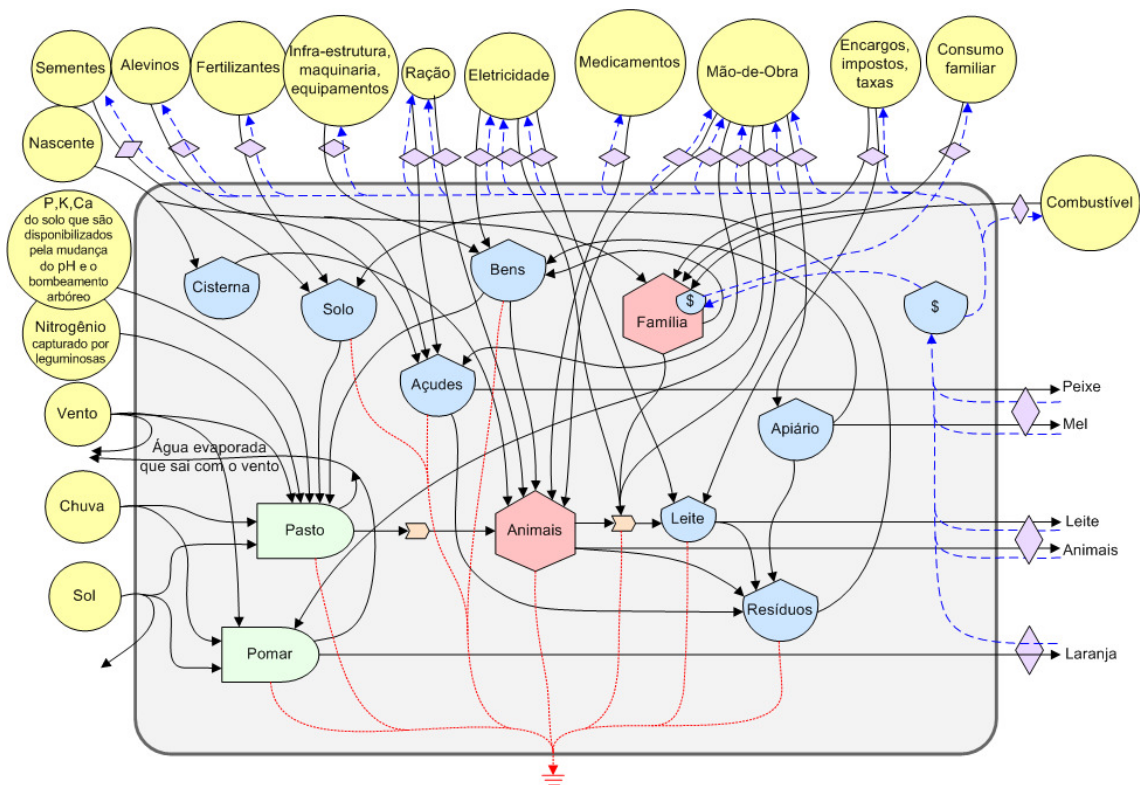 Sementes
Alevinos
Fertilizantes
Infra-estrutura,
maquinaria,
equipamentos
Ração
Eletricidade
Medicamentos
Mão-de-Obra
Encargos,
impostos,
taxas
Consumo
familiar
Nascente
Combustível
P,K,Ca
do solo que são
disponibilizados
pela mudança
do pH e o
bombeamento
arbóreo
Cisterna
Solo
Bens
$
Família
$
Nitrogênio
capturado por
leguminosas
Açudes
Peixe
Vento
Apiário
Mel
Água evaporada
que sai com o vento
Chuva
Pasto
Animais
Leite
Leite
Animais
Sol
Resíduos
Pomar
Laranja